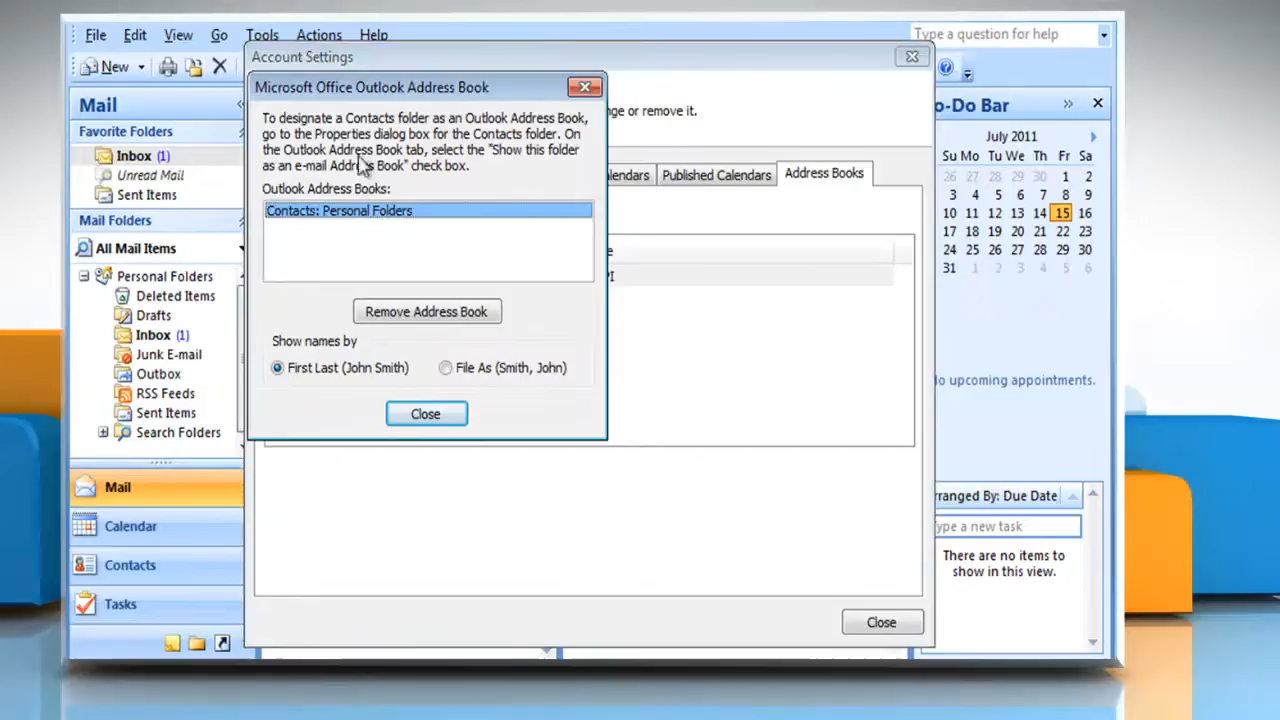 File Edit View Go Tools Actions Help
Type a question for help
New
Account Settings
Microsoft Office Outlook Address Book
To designate a Contacts folder as an Outlook Address Book,
go to the Properties dialog box for the Contacts folder. On
the Outlook Address Book tab, select the "Show this folder
as an e-mail Address Book" check box.
Outlook Address Books:
Contacts: Personal Folders
Remove Address Book
Show names by
First Last (John Smith) File As (Smith, John)
Close
nge or remove it.
lendars Published Calendars Address Books
e
PI
Close
Mail
Favorite Folders
Inbox (1)
Unread Mail
Sent Items
Mail Folders
All Mail Items
Personal Folders
Deleted Items
Drafts
Inbox (1)
Junk E-mail
Outbox
RSS Feeds
Sent Items
Search Folders
Mail
Calendar
Contacts
Tasks
o-Do Bar
July 2011
Su Mo Tu We Th Fr Sa
26 27 28 29 30 1 2
3 4 5 6 7 8 9
10 11 12 13 14 15 16
17 18 19 20 21 22 23
24 25 26 27 28 29 30
31 1 2 3 4 5 6
o upcoming appointments.
rranged By: Due Date
ype a new task
There are no items to
show in this view.